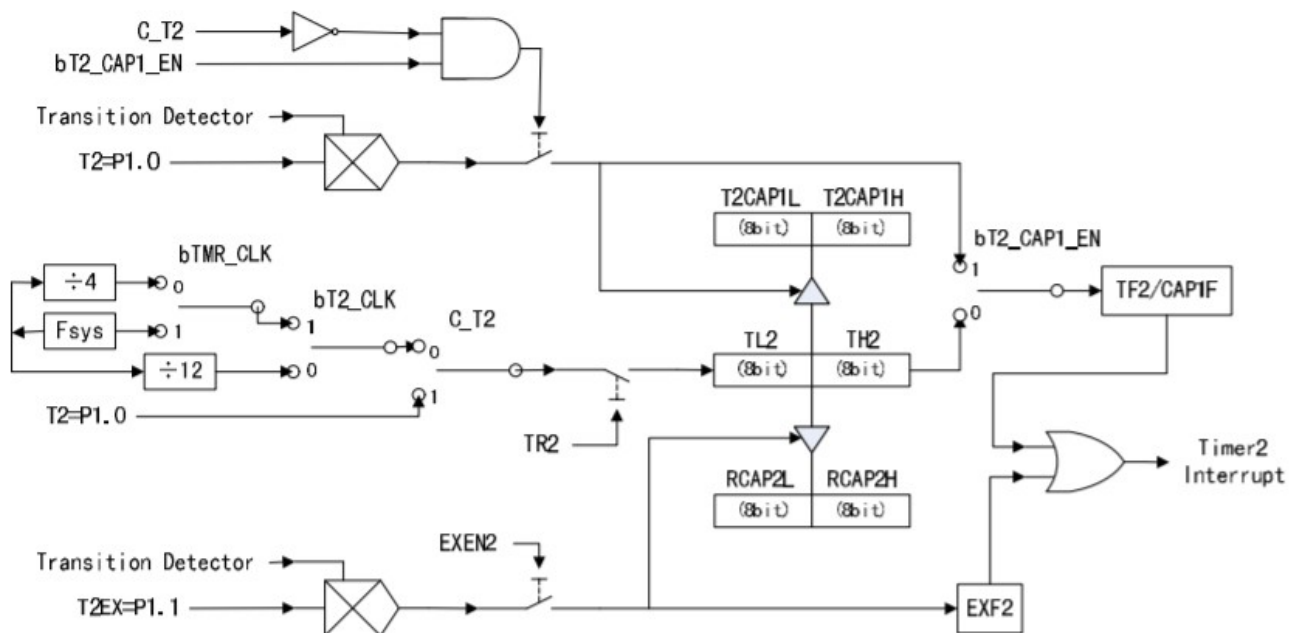 C_T2
bT2_CAP1_EN
Transition Detector
T2=P1.0
T2CAP1L T2CAP1H
(8bit) (8bit)
bT2_CAP1_EN
bTMR_CLK
÷4
0
bT2_CLK
1
TF2/CAP1F
Fsys
1
1
C_T2
0
TL2 TH2
(8bit) (8bit)
÷12
0
0
1
T2=P1.0
TR2
Timer2
Interrupt
RCAP2L RCAP2H
(8bit) (8bit)
EXEN2
Transition Detector
T2EX=P1.1
EXF2